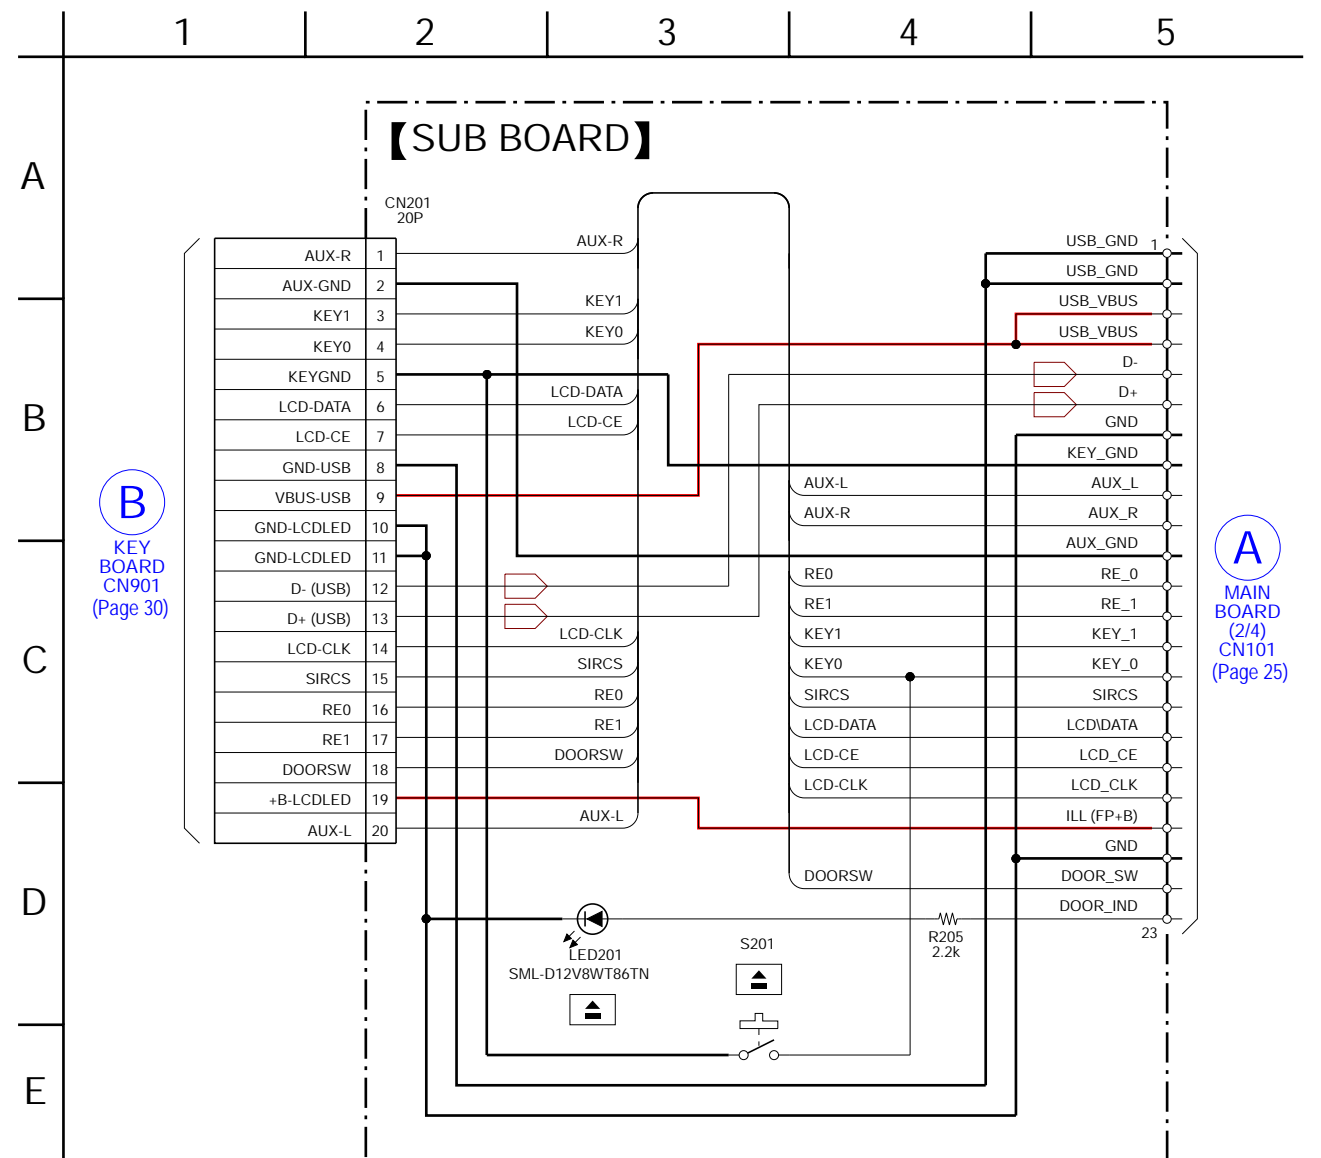 1 2 3 4 5
A
B
C
D
E
【SUB BOARD】
CN201
20P
AUX-R 1
AUX-GND 2
KEY1 3
KEY0 4
KEYGND 5
LCD-DATA 6
LCD-CE 7
GND-USB 8
VBUS-USB 9
GND-LCDLED 10
GND-LCDLED 11
D- (USB) 12
D+ (USB) 13
LCD-CLK 14
SIRCS 15
RE0 16
RE1 17
DOORSW 18
+B-LCDLED 19
AUX-L 20
B
KEY
BOARD
CN901
(Page 30)
AUX-R
KEY1
KEY0
LCD-DATA
LCD-CE
LCD-CLK
SIRCS
RE0
RE1
DOORSW
AUX-L
AUX-L
AUX-R
RE0
RE1
KEY1
KEY0
SIRCS
LCD-DATA
LCD-CE
LCD-CLK
DOORSW
USB_GND 1
USB_GND
USB_VBUS
USB_VBUS
D-
D+
GND
KEY_GND
AUX_L
AUX_R
AUX_GND
RE_0
RE_1
KEY_1
KEY_0
SIRCS
LCD\DATA
LCD_CE
LCD_CLK
ILL (FP+B)
GND
DOOR_SW
DOOR_IND
23
A
MAIN
BOARD
(2/4)
CN101
(Page 25)
LED201
SML-D12V8WT86TN
S201
R205
2.2k